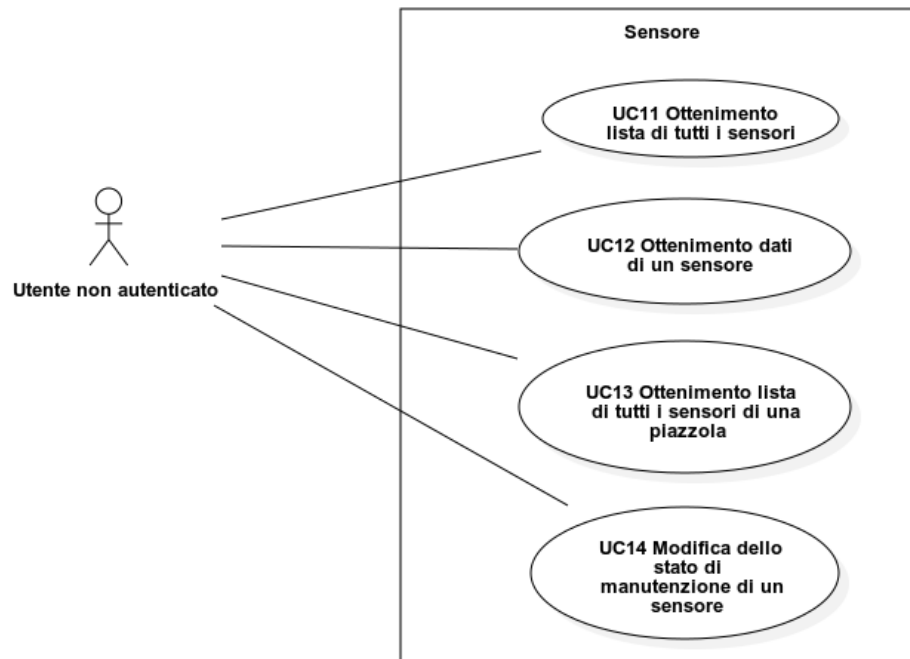 Sensore
UC11 Ottenimento
lista di tutti i sensori
UC12 Ottenimento dati
di un sensore
Utente non autenticato
UC13 Ottenimento lista
di tutti i sensori di una
piazzola
UC14 Modifica dello
stato di
manutenzione di un
sensore